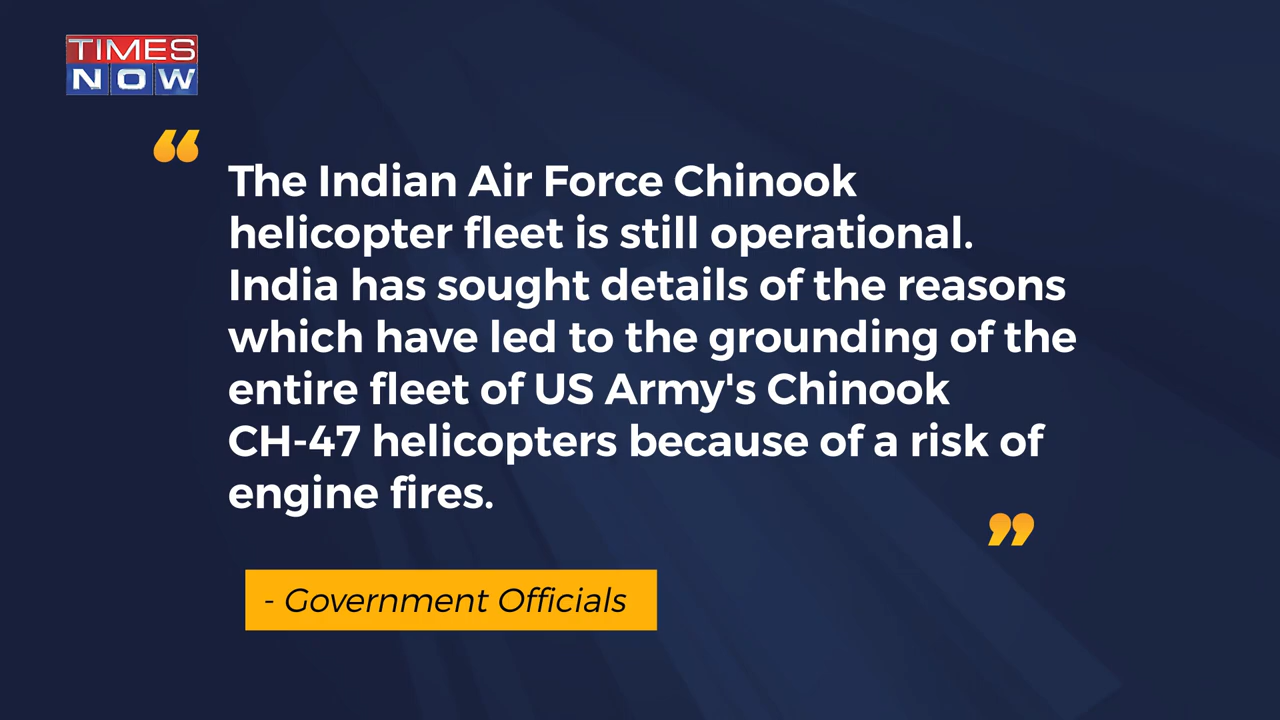 TIMES
NOW
“
The Indian Air Force Chinook
helicopter fleet is still operational.
India has sought details of the reasons
which have led to the grounding of the
entire fleet of US Army's Chinook
CH-47 helicopters because of a risk of
engine fires.
”
- Government Officials